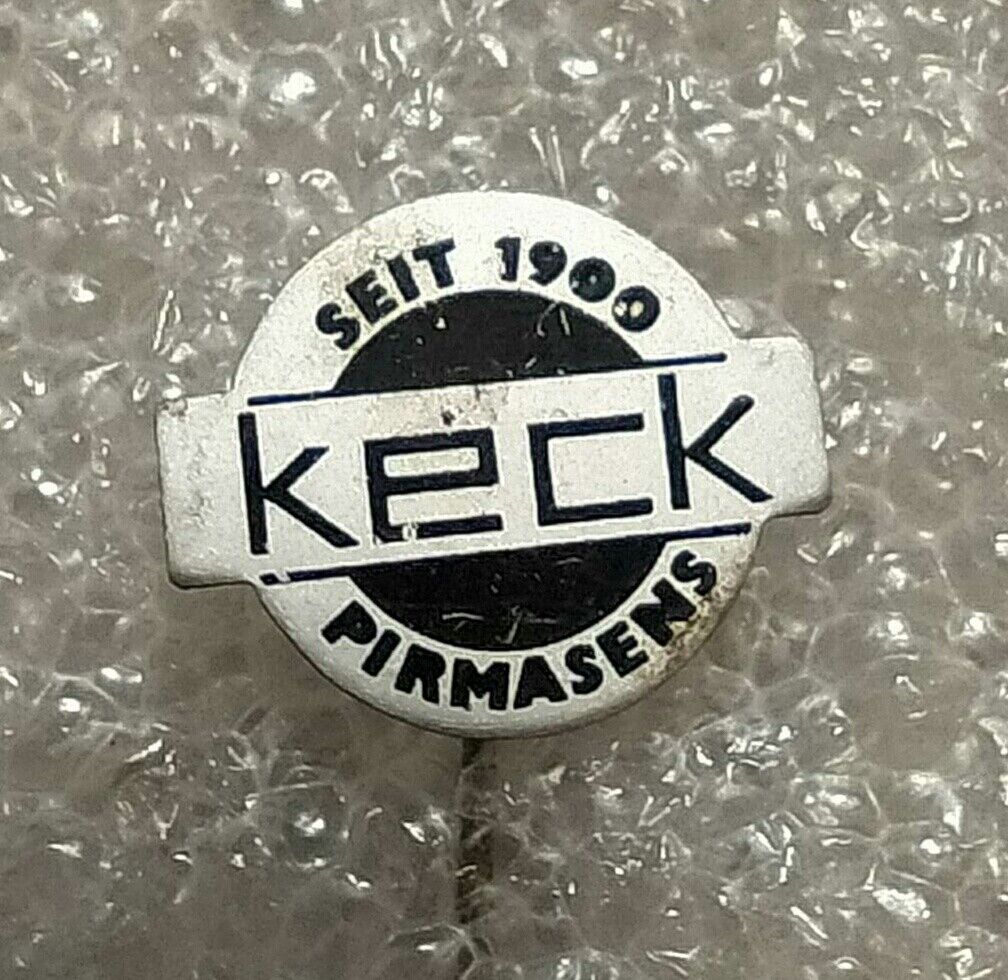 SEIT 1900
keck
PIRMASENS